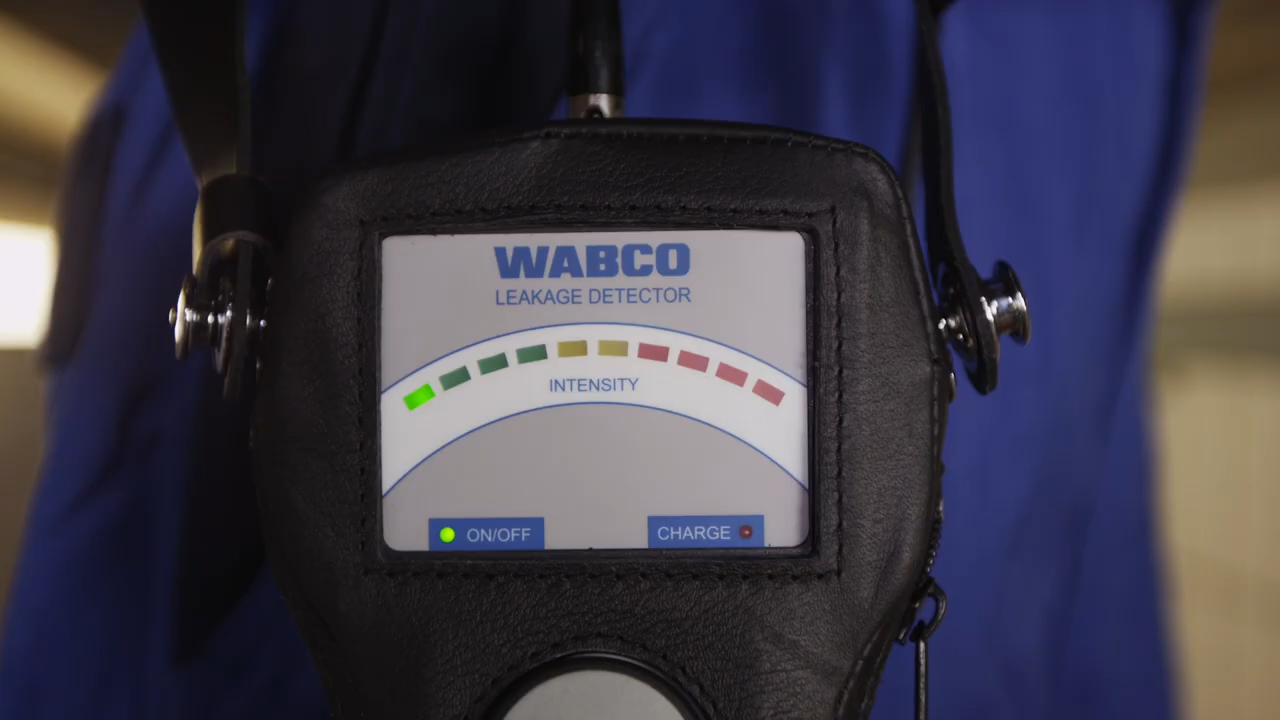 WABCO
LEAKAGE DETECTOR
INTENSITY
ON/OFF
CHARGE